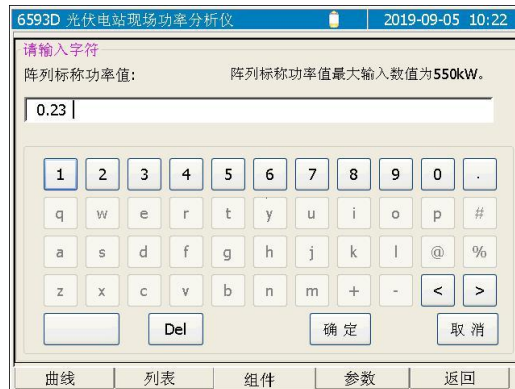 6593D 光伏电站现场功率分析仪 2019-09-05 10:22
请输入字符
阵列标称功率值: 阵列标称功率值最大输入数值为550kW。
0.23
1 2 3 4 5 6 7 8 9 0 .
q w e r t y u i o p #
a s d f g h j k l @ %
z x c v b n m + - < >
Del 确定 取消
曲线 列表 组件 参数 返回